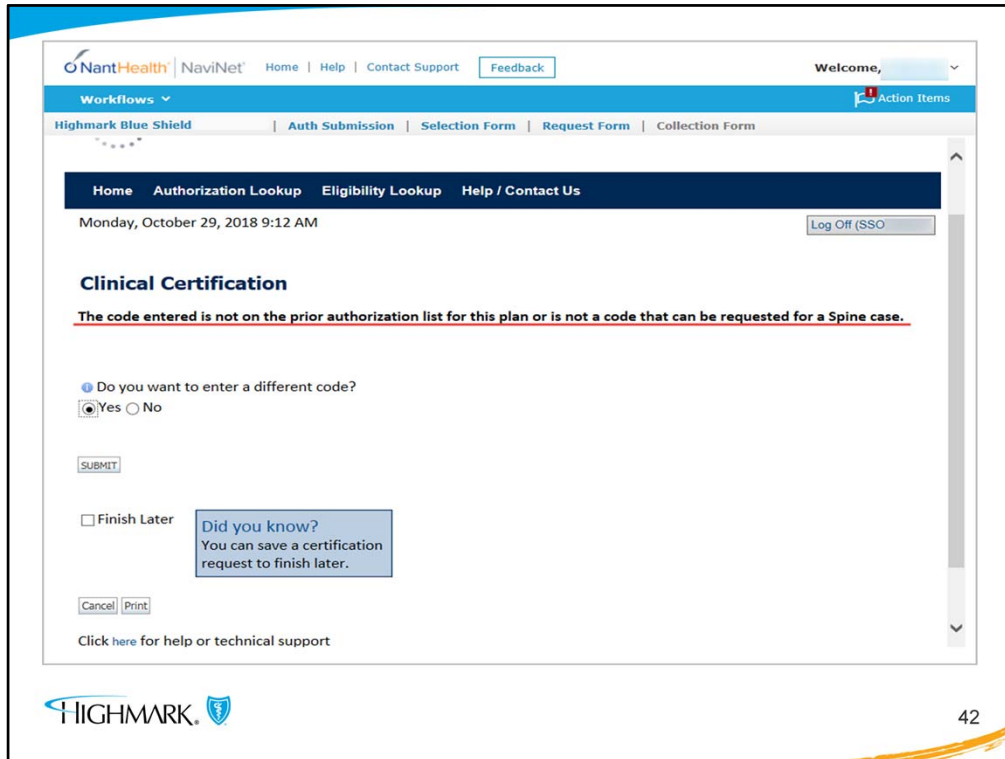 NantHealth | NaviNet Home | Help | Contact Support Feedback Welcome,
Workflows Action Items
Highmark Blue Shield | Auth Submission | Selection Form | Request Form | Collection Form
Home Authorization Lookup Eligibility Lookup Help / Contact Us
Monday, October 29, 2018 9:12 AM Log Off (SSO
Clinical Certification
The code entered is not on the prior authorization list for this plan or is not a code that can be requested for a Spine case.
Do you want to enter a different code?
Yes No
SUBMIT
Finish Later
Did you know?
You can save a certification
request to finish later.
Cancel Print
Click here for help or technical support
HIGHMARK. 42